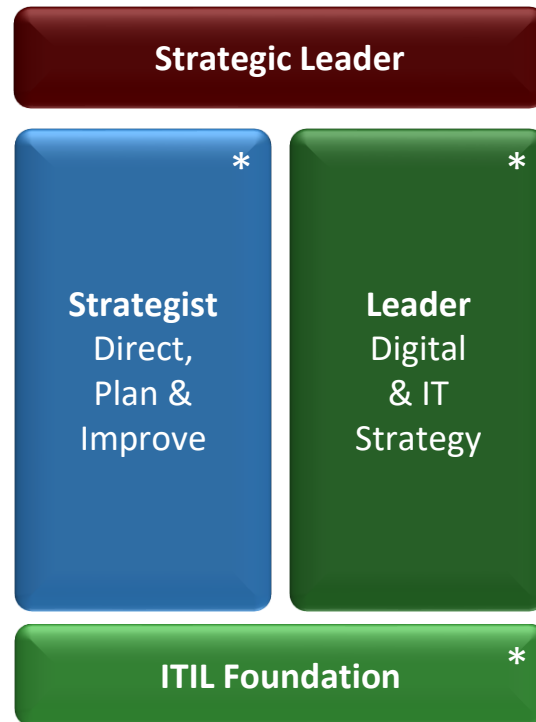 Strategic Leader
*
Strategist
Direct,
Plan &
Improve
*
Leader
Digital
& IT
Strategy
*
ITIL Foundation